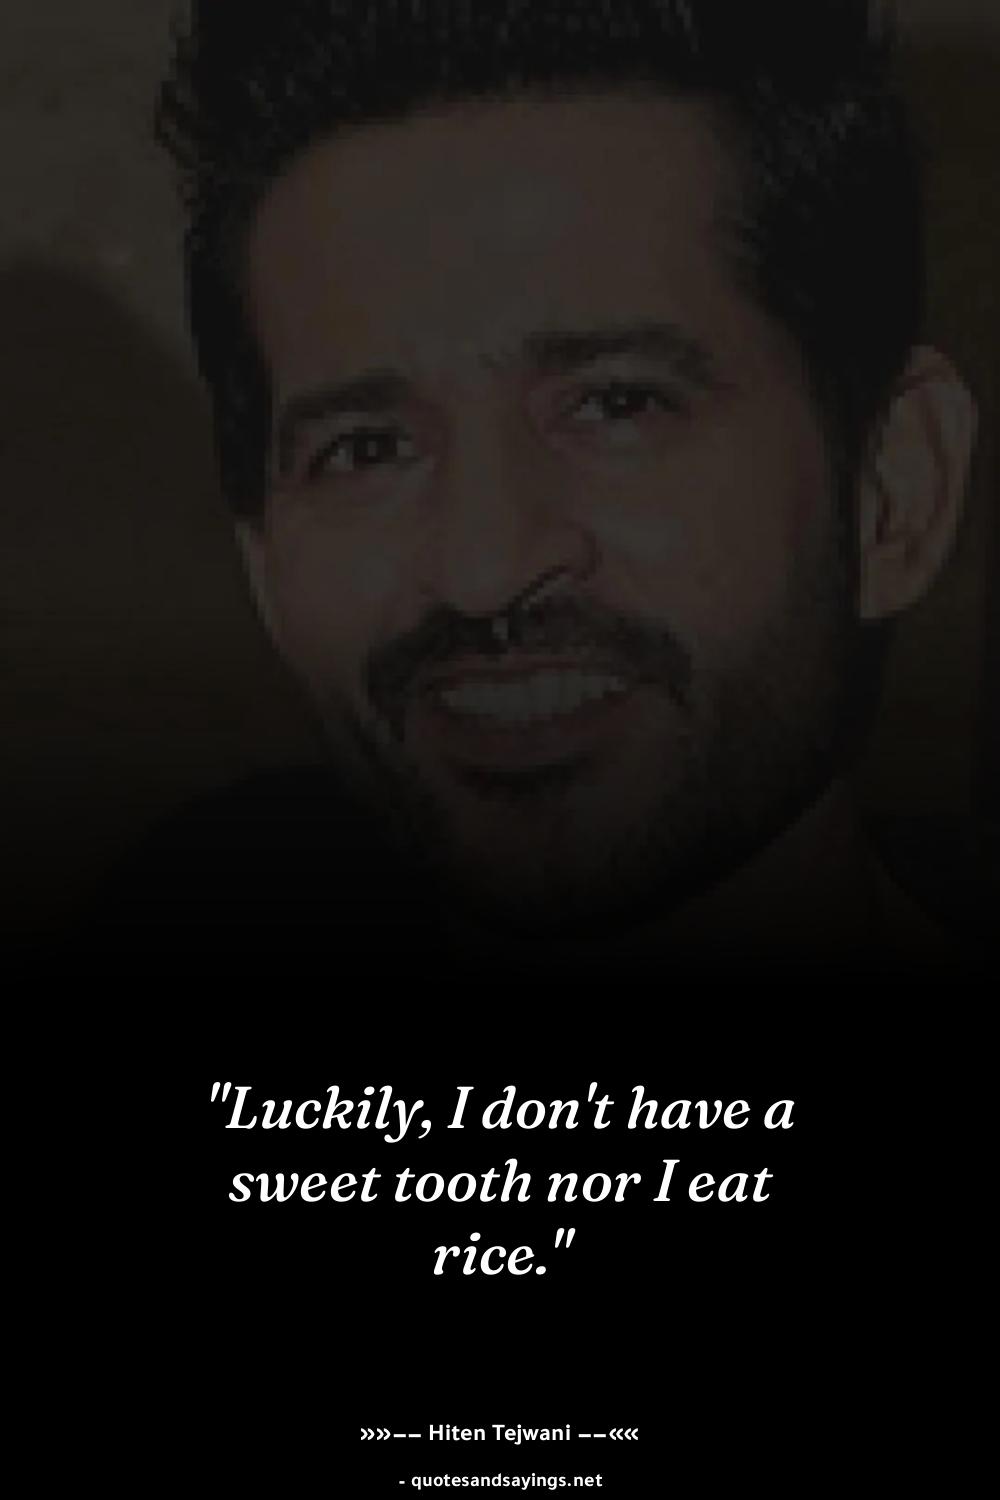 "Luckily, I don't have a
sweet tooth nor I eat
rice."
»»−− Hiten Tejwani −−««
- quotesandsayings.net